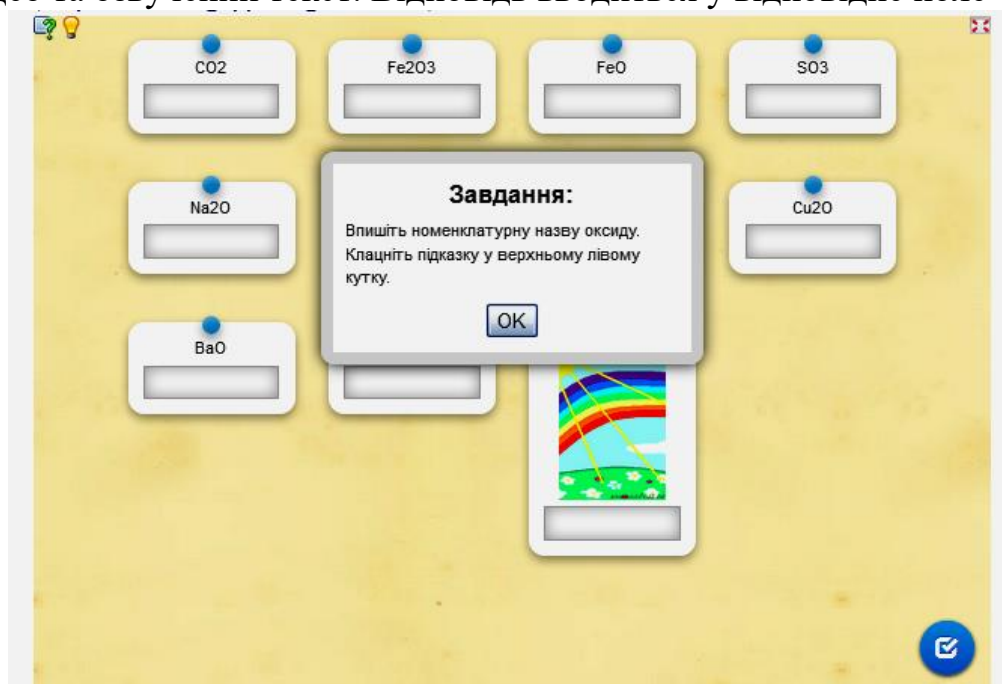 CO2
Fe2O3
FeO
SO3
Na2O
Завдання:
Впишіть номенклатурну назву оксиду.
Клацніть підказку у верхньому лівому
кутку.
OK
Cu2O
BaO